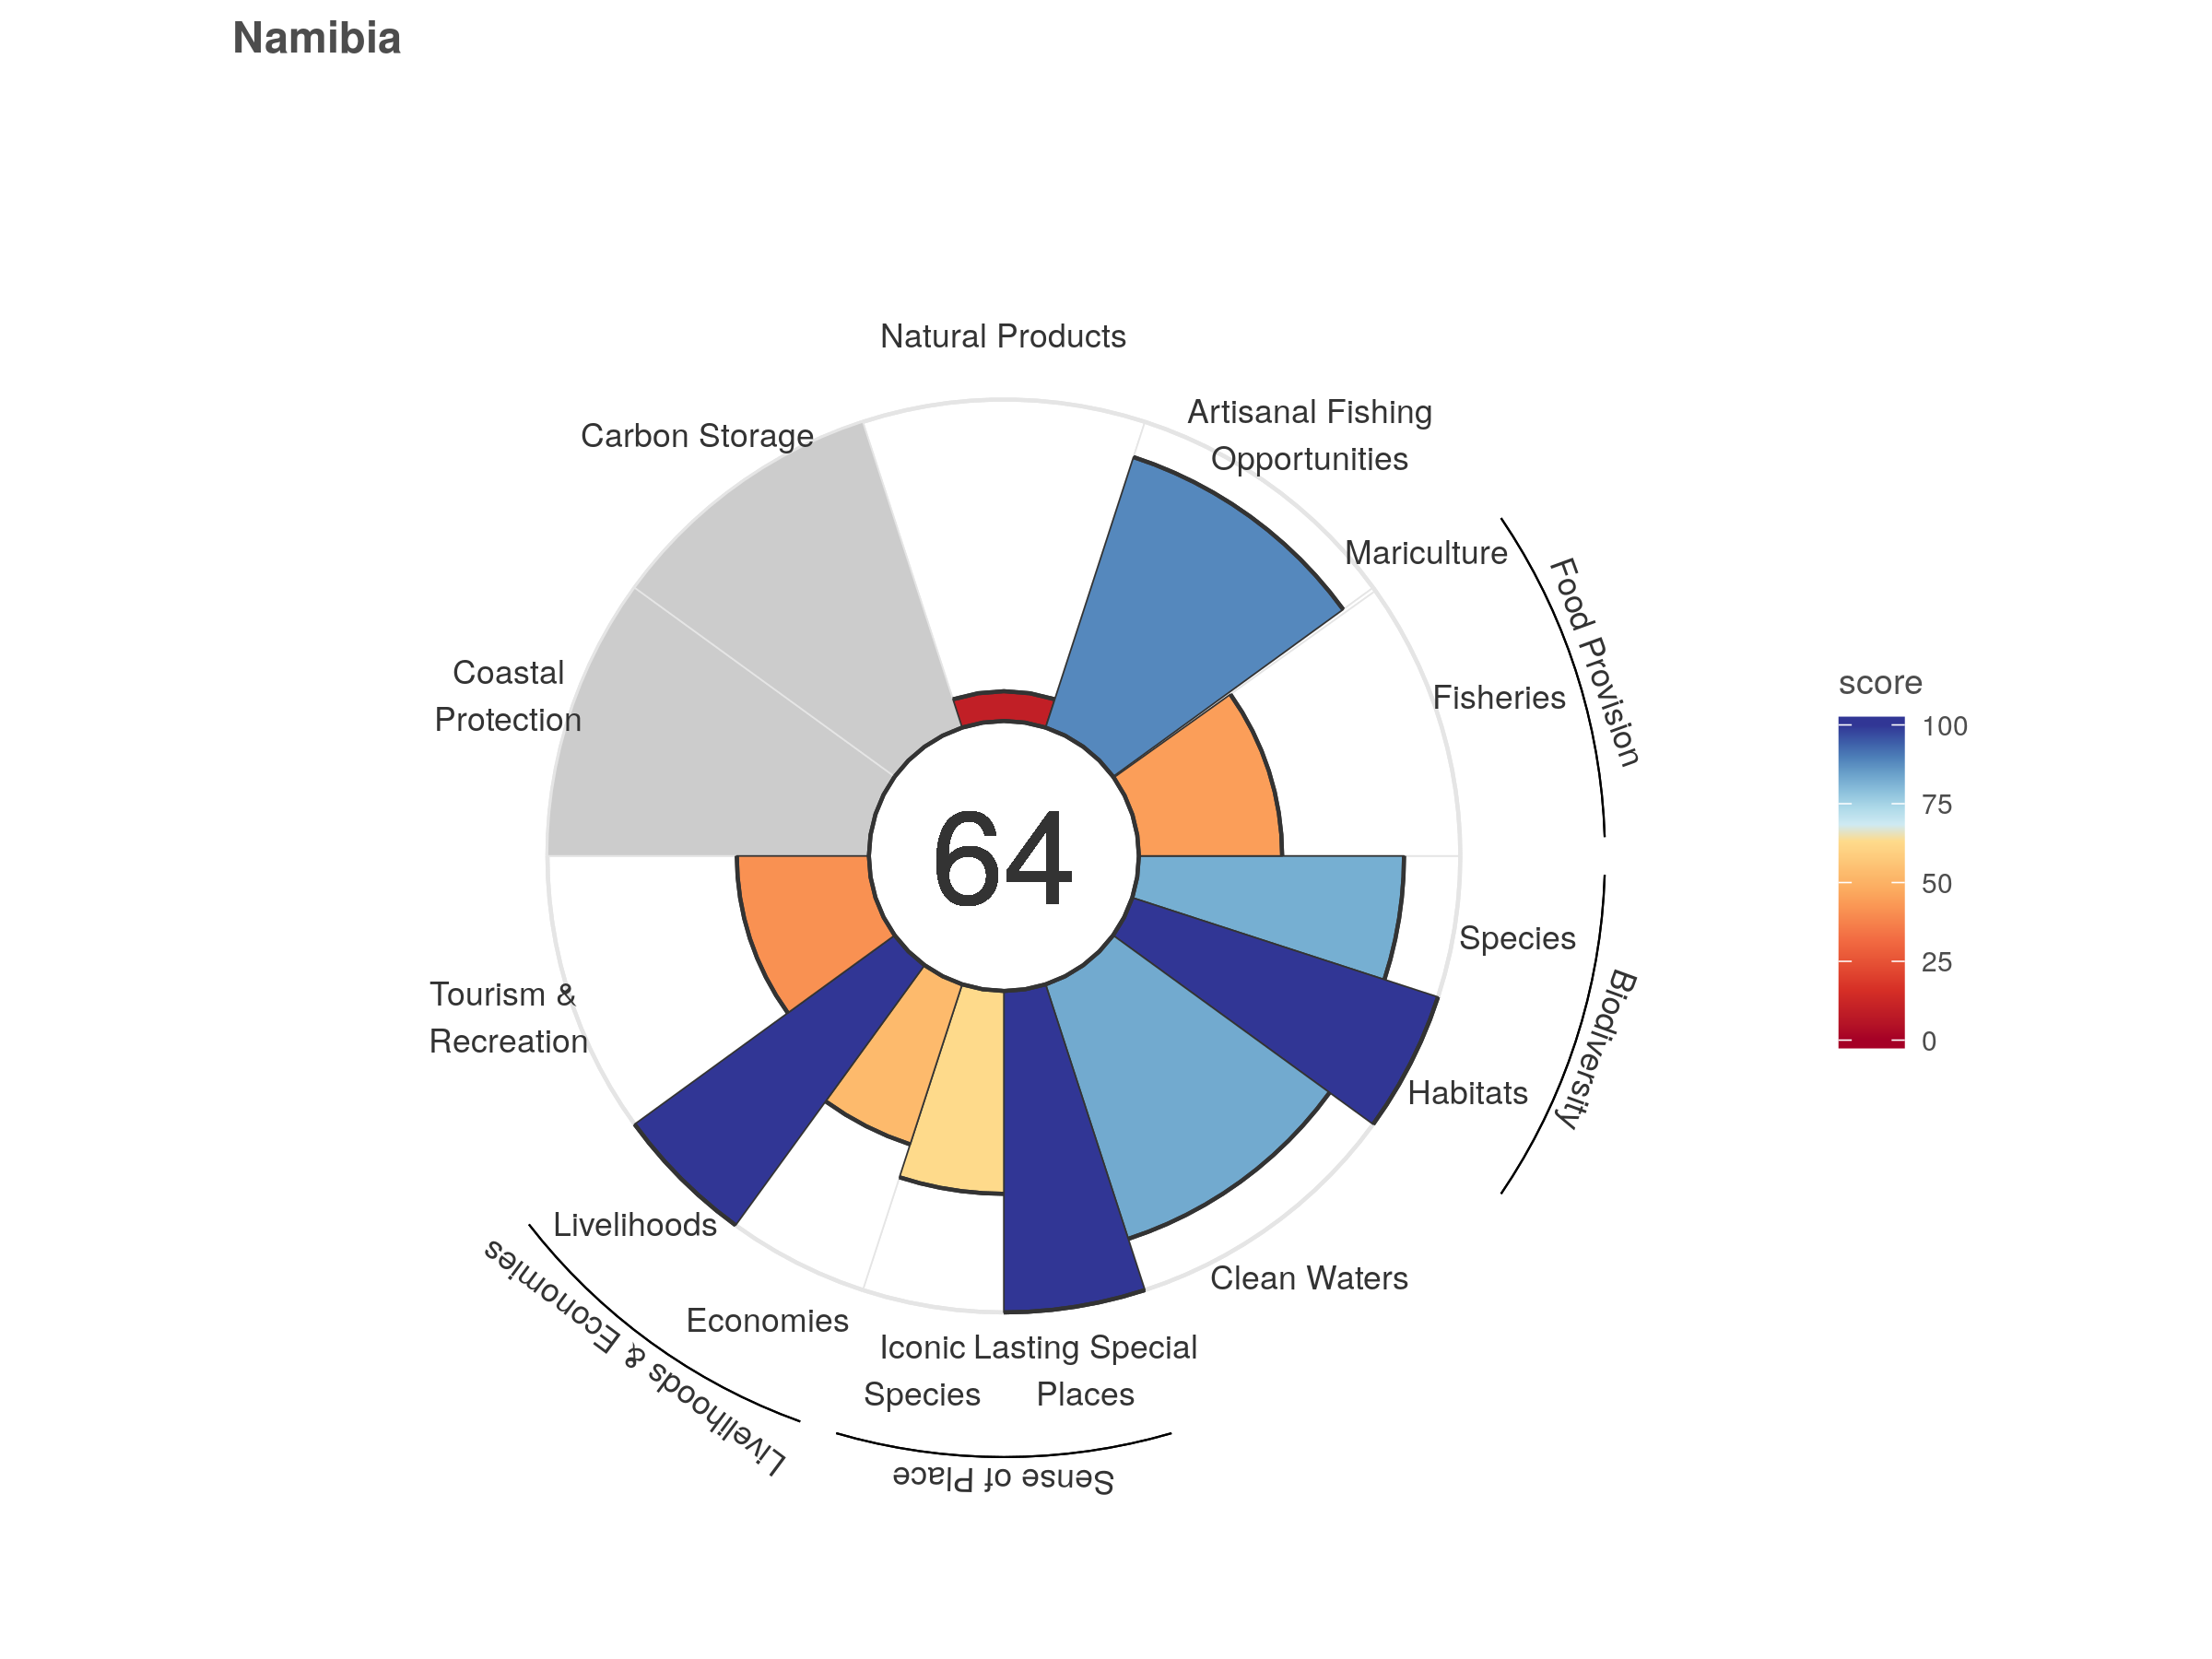 Namibia
Natural Products
Artisanal Fishing
Opportunities
Carbon Storage
Mariculture
Food Provision
Fisheries
Coastal
Protection
64
Species
Biodiversity
Habitats
Tourism &
Recreation
Livelihoods
Clean Waters
Economies
Livelihoods & Economies
Iconic
Species
Lasting Special
Places
Sense of Place
score
100
75
50
25
0